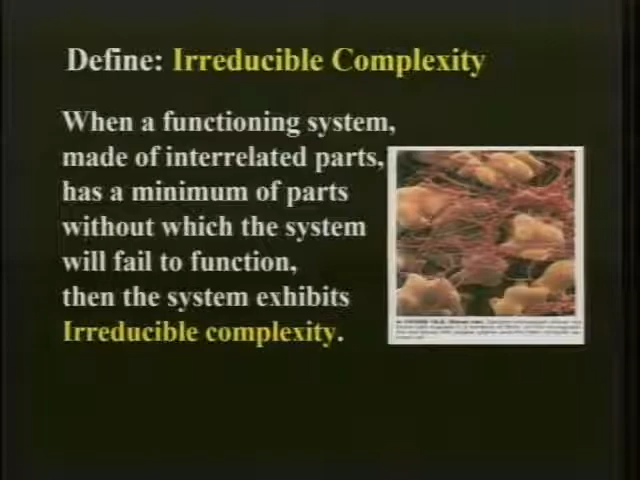 Define: Irreducible Complexity
When a functioning system,
made of interrelated parts,
has a minimum of parts
without which the system
will fail to function,
then the system exhibits
Irreducible complexity.